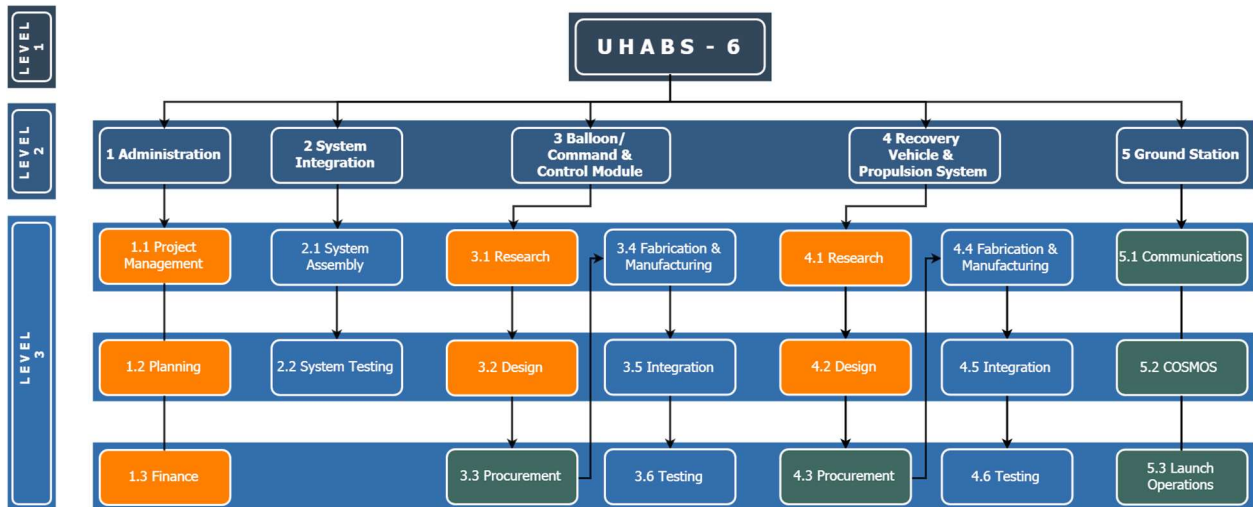 LEVEL 1
UHABS - 6
LEVEL 2
1 Administration
2 System
Integration
3 Balloon/
Command &
Control Module
4 Recovery
Vehicle &
Propulsion System
5 Ground Station
LEVEL 3
1.1 Project
Management
2.1 System
Assembly
3.1 Research
3.4 Fabrication &
Manufacturing
4.1 Research
4.4 Fabrication &
Manufacturing
5.1 Communications
1.2 Planning
2.2 System Testing
3.2 Design
3.5 Integration
4.2 Design
4.5 Integration
5.2 COSMOS
1.3 Finance
3.3 Procurement
3.6 Testing
4.3 Procurement
4.6 Testing
5.3 Launch
Operations